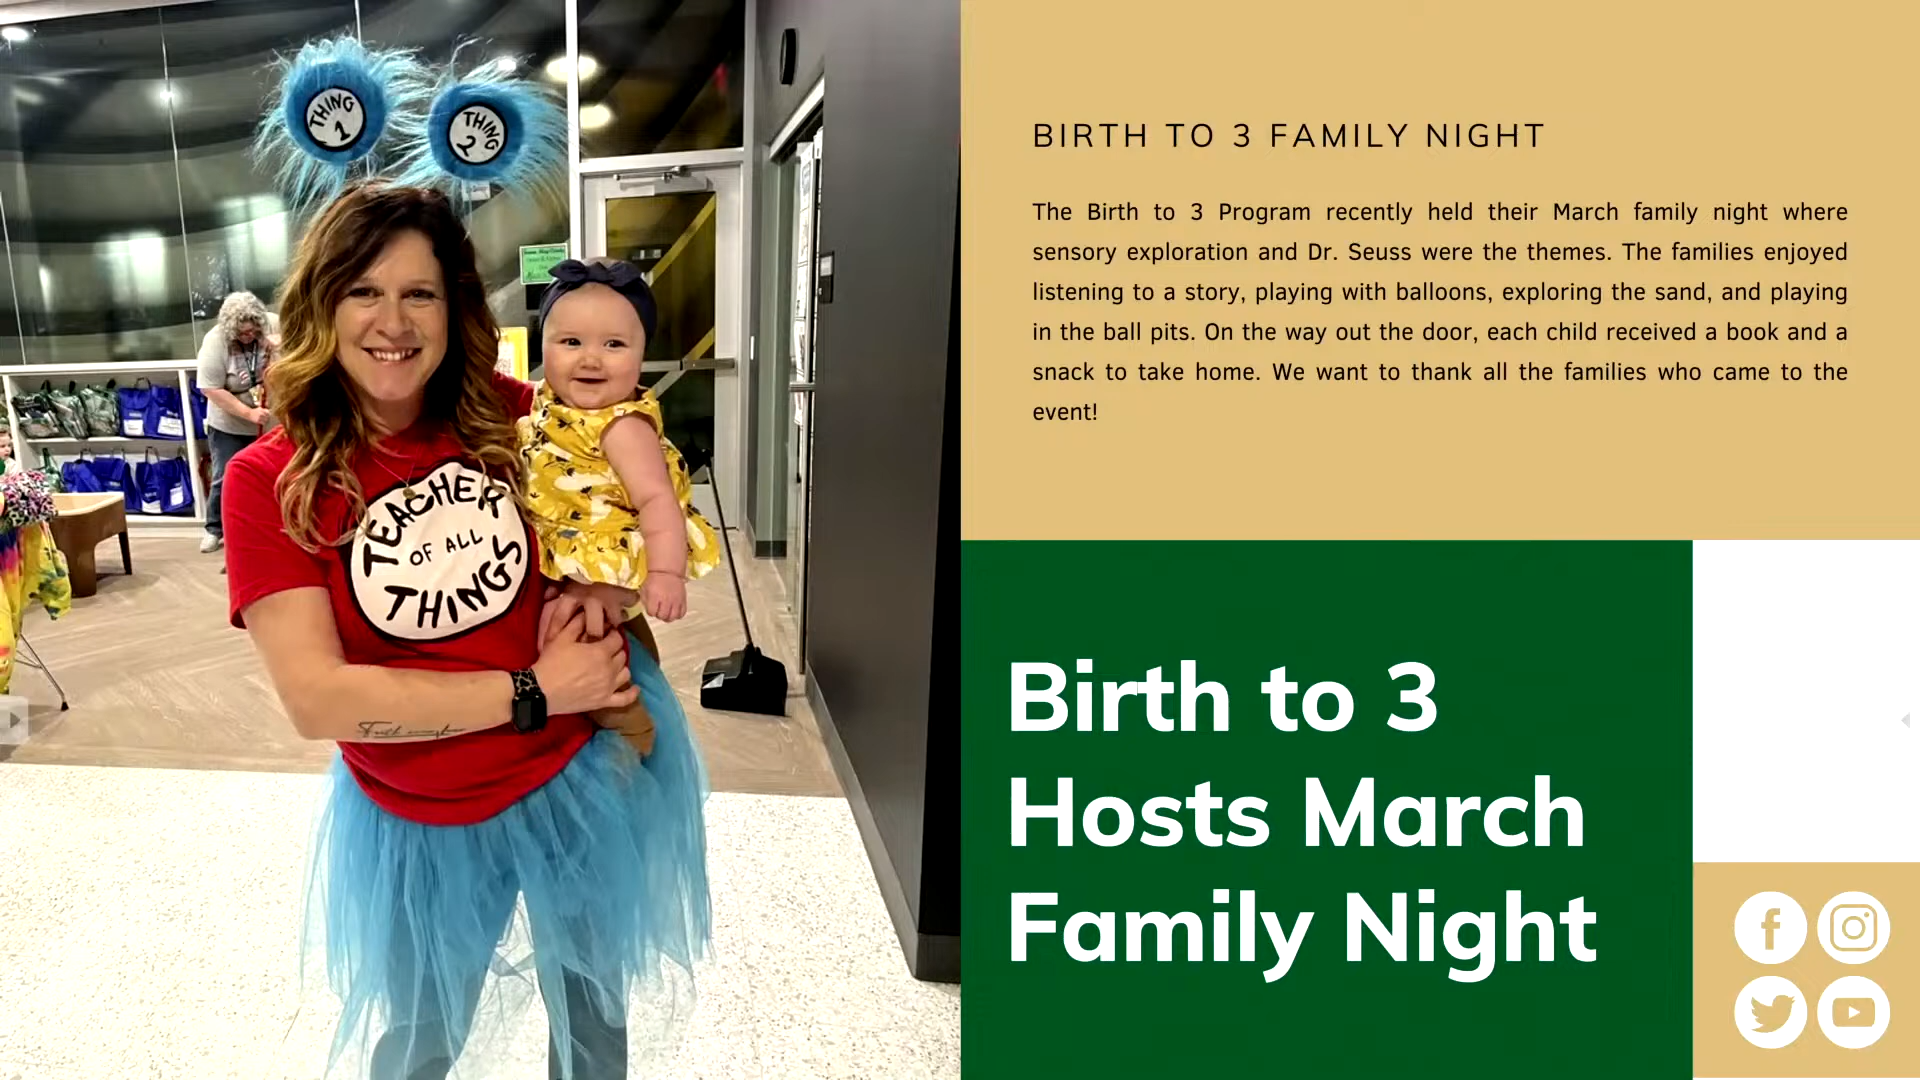 THING
1
THING
2
TEACHER
OF ALL
THINGS
BIRTH TO 3 FAMILY NIGHT
The Birth to 3 Program recently held their March family night where
sensory exploration and Dr. Seuss were the themes. The families enjoyed
listening to a story, playing with balloons, exploring the sand, and playing
in the ball pits. On the way out the door, each child received a book and a
snack to take home. We want to thank all the families who came to the
event!
Birth to 3
Hosts March
Family Night